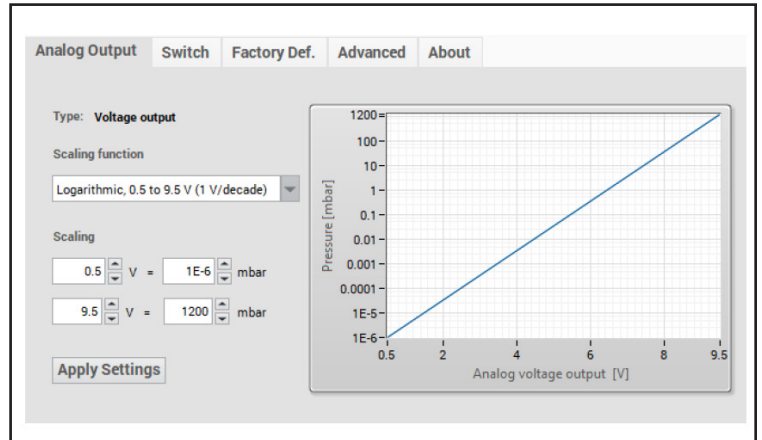 Analog Output Switch Factory Def. Advanced About
Type: Voltage output
Scaling function
Logarithmic, 0.5 to 9.5 V (1 V/decade)
Scaling
0.5 V = 1E-6 mbar
9.5 V = 1200 mbar
Apply Settings
Pressure [mbar]
1200
100
10
1
0.1
0.01
0.001
0.0001
1E-5
1E-6
0.5 2 4 6 8 9.5
Analog voltage output [V]